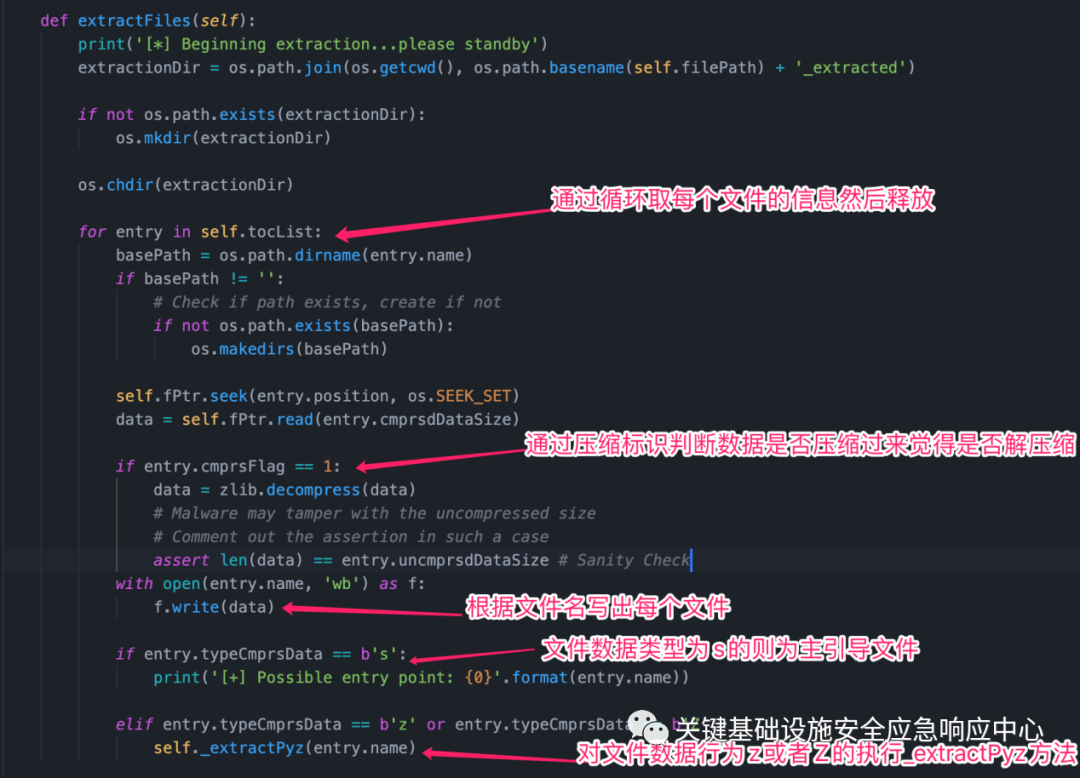 def extractFiles(self):
print('[*] Beginning extraction...please standby')
extractionDir = os.path.join(os.getcwd(), os.path.basename(self.filePath) + '_extracted')
if not os.path.exists(extractionDir):
os.mkdir(extractionDir)
os.chdir(extractionDir)
通过循环取每个文件的信息然后释放
for entry in self.tocList:
basePath = os.path.dirname(entry.name)
if basePath != '':
# Check if path exists, create if not
if not os.path.exists(basePath):
os.makedirs(basePath)
self.fPtr.seek(entry.position, os.SEEK_SET)
data = self.fPtr.read(entry.cmprsdDataSize)
通过压缩标识判断数据是否压缩过来觉得是否解压缩
if entry.cmprsFlag == 1:
data = zlib.decompress(data)
# Malware may tamper with the uncompressed size
# Comment out the assertion in such a case
assert len(data) == entry.uncmprsdDataSize # Sanity Check
with open(entry.name, 'wb') as f:
f.write(data)
根据文件名写出每个文件
文件数据类型为s的则为主引导文件
if entry.typeCmprsData == b's':
print('[+] Possible entry point: {0}'.format(entry.name))
elif entry.typeCmprsData == b'z' or entry.typeCmprsData
关键基础设施安全应急响应中心
self._extractPyz(entry.name)
对文件数据行为z或者Z的执行_extractPyz方法